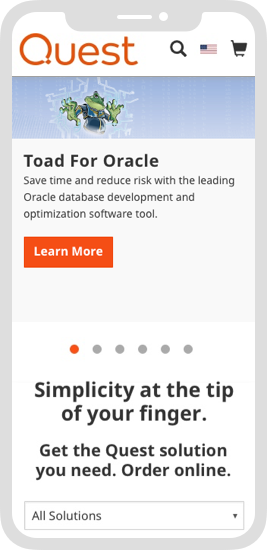 Quest
Toad For Oracle
Save time and reduce risk with the leading
Oracle database development and
optimization software tool.
Learn More
Simplicity at the tip
of your finger.
Get the Quest solution
you need. Order online.
All Solutions